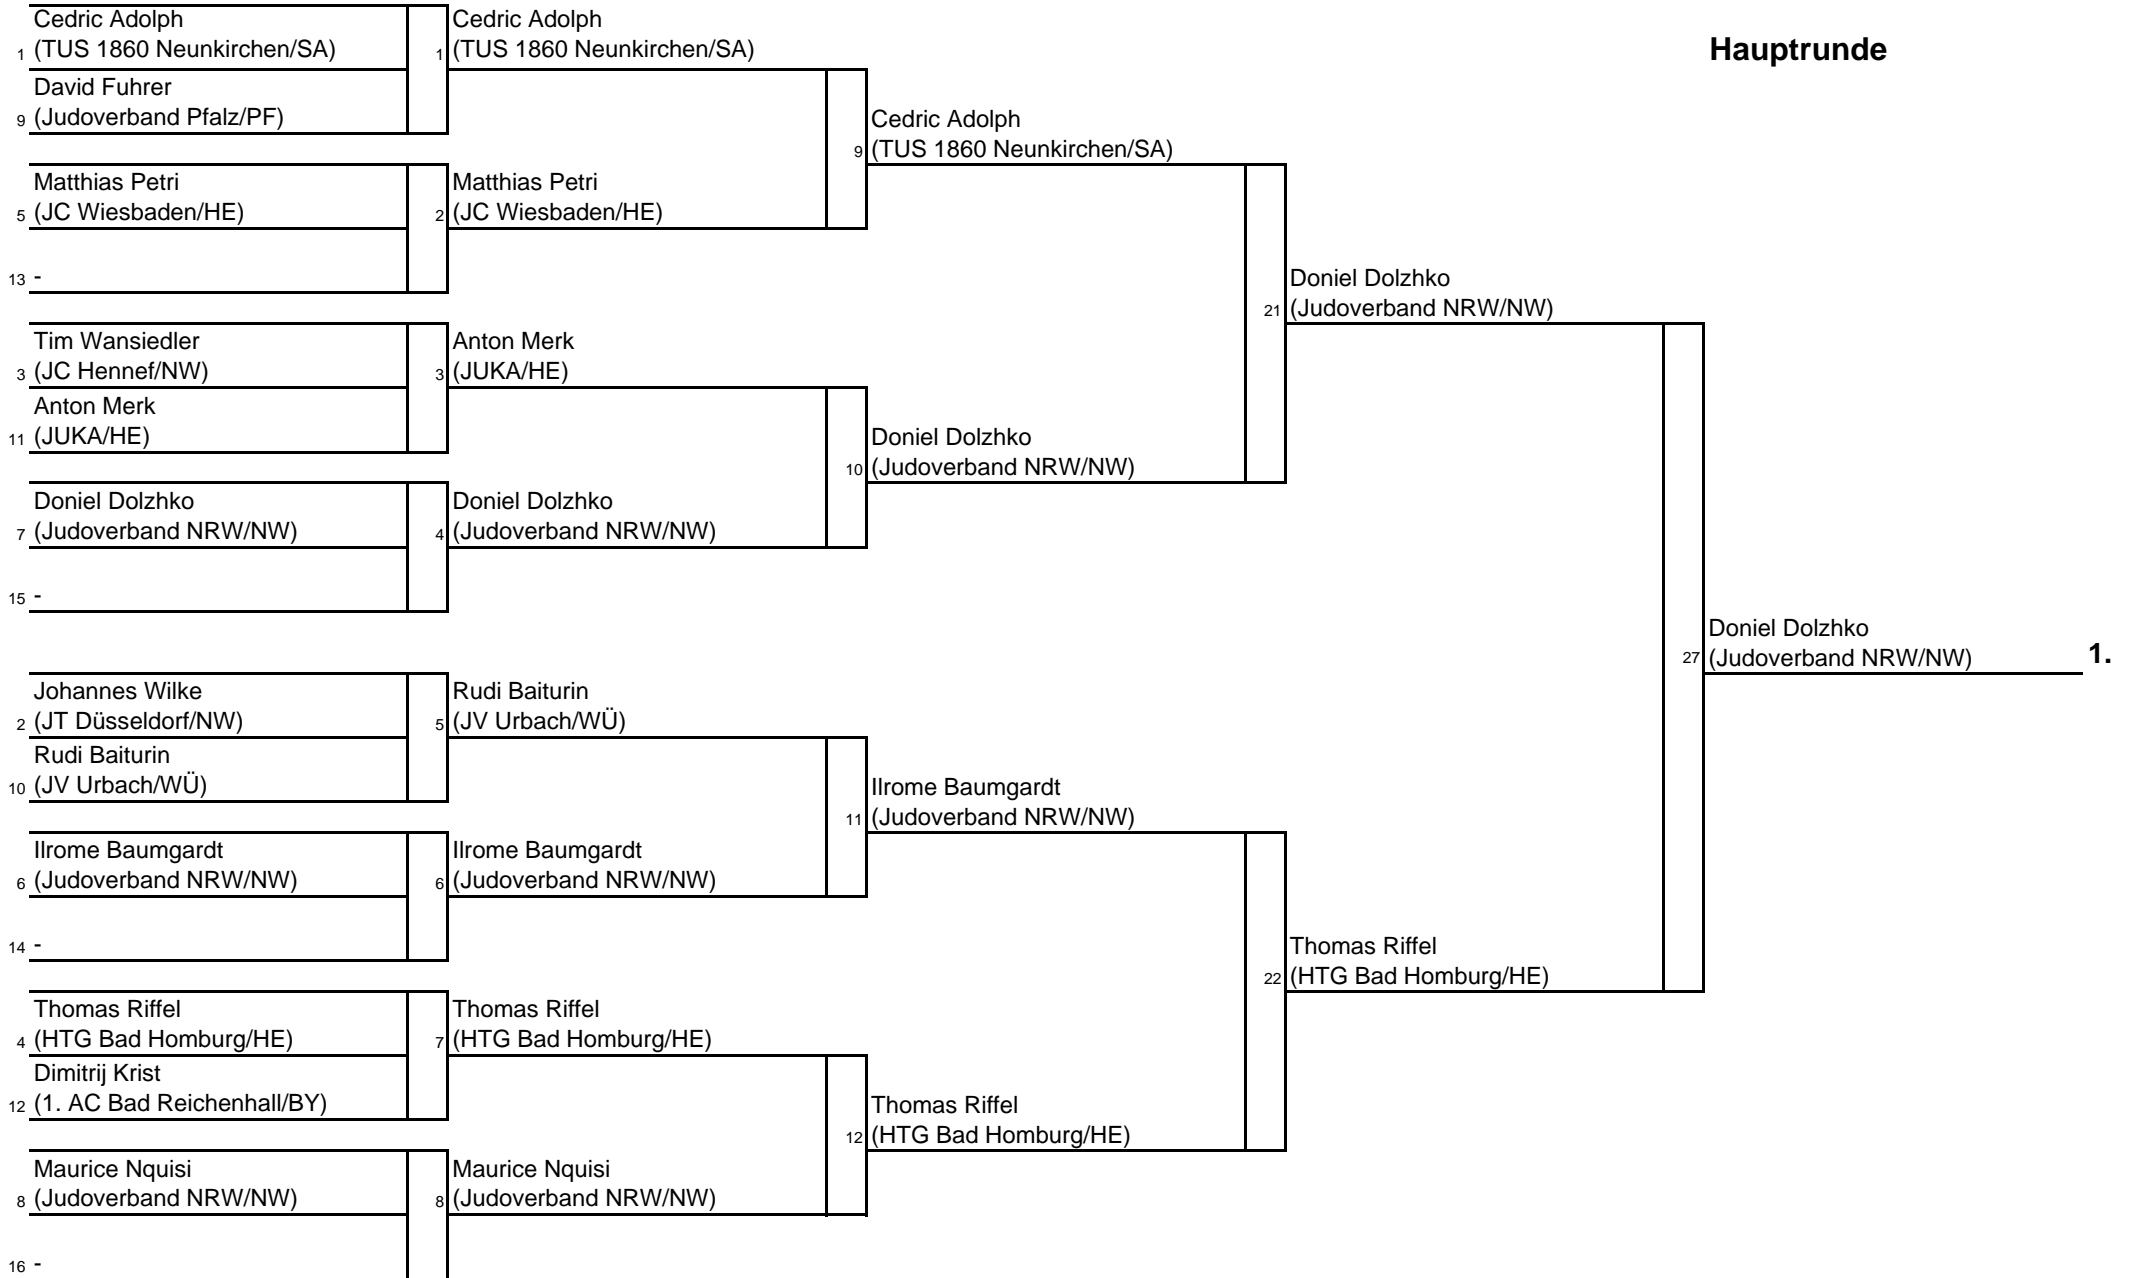 Hauptrunde
Cedric Adolph
1 (TUS 1860 Neunkirchen/SA)
David Fuhrer
9 (Judoverband Pfalz/PF)
Matthias Petri
5 (JC Wiesbaden/HE)
13 -
Tim Wansiedler
3 (JC Hennef/NW)
Anton Merk
11 (JUKA/HE)
Doniel Dolzhko
7 (Judoverband NRW/NW)
15 -
Johannes Wilke
2 (JT Düsseldorf/NW)
Rudi Baiturin
10 (JV Urbach/WÜ)
Ilrome Baumgardt
6 (Judoverband NRW/NW)
14 -
Thomas Riffel
4 (HTG Bad Homburg/HE)
Dimitrij Krist
12 (1. AC Bad Reichenhall/BY)
Maurice Nquisi
8 (Judoverband NRW/NW)
16 -
Cedric Adolph
1 (TUS 1860 Neunkirchen/SA)
Matthias Petri
2 (JC Wiesbaden/HE)
Anton Merk
3 (JUKA/HE)
Doniel Dolzhko
4 (Judoverband NRW/NW)
Rudi Baiturin
5 (JV Urbach/WÜ)
Ilrome Baumgardt
6 (Judoverband NRW/NW)
Thomas Riffel
7 (HTG Bad Homburg/HE)
Maurice Nquisi
8 (Judoverband NRW/NW)
Cedric Adolph
9 (TUS 1860 Neunkirchen/SA)
Doniel Dolzhko
10 (Judoverband NRW/NW)
Ilrome Baumgardt
11 (Judoverband NRW/NW)
Thomas Riffel
12 (HTG Bad Homburg/HE)
Doniel Dolzhko
21 (Judoverband NRW/NW)
Thomas Riffel
22 (HTG Bad Homburg/HE)
Doniel Dolzhko
27 (Judoverband NRW/NW) 1.